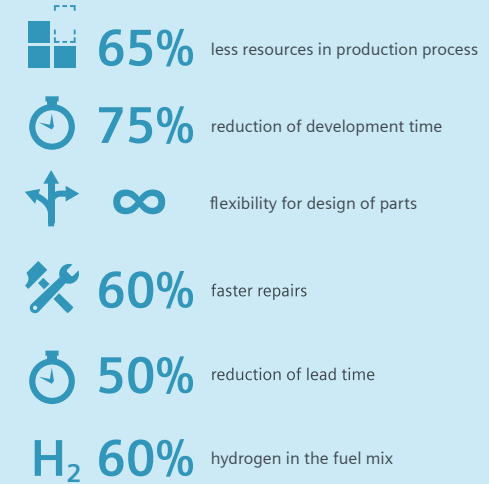 65% less resources in production process
75% reduction of development time
∞ flexibility for design of parts
60% faster repairs
50% reduction of lead time
H₂ 60% hydrogen in the fuel mix